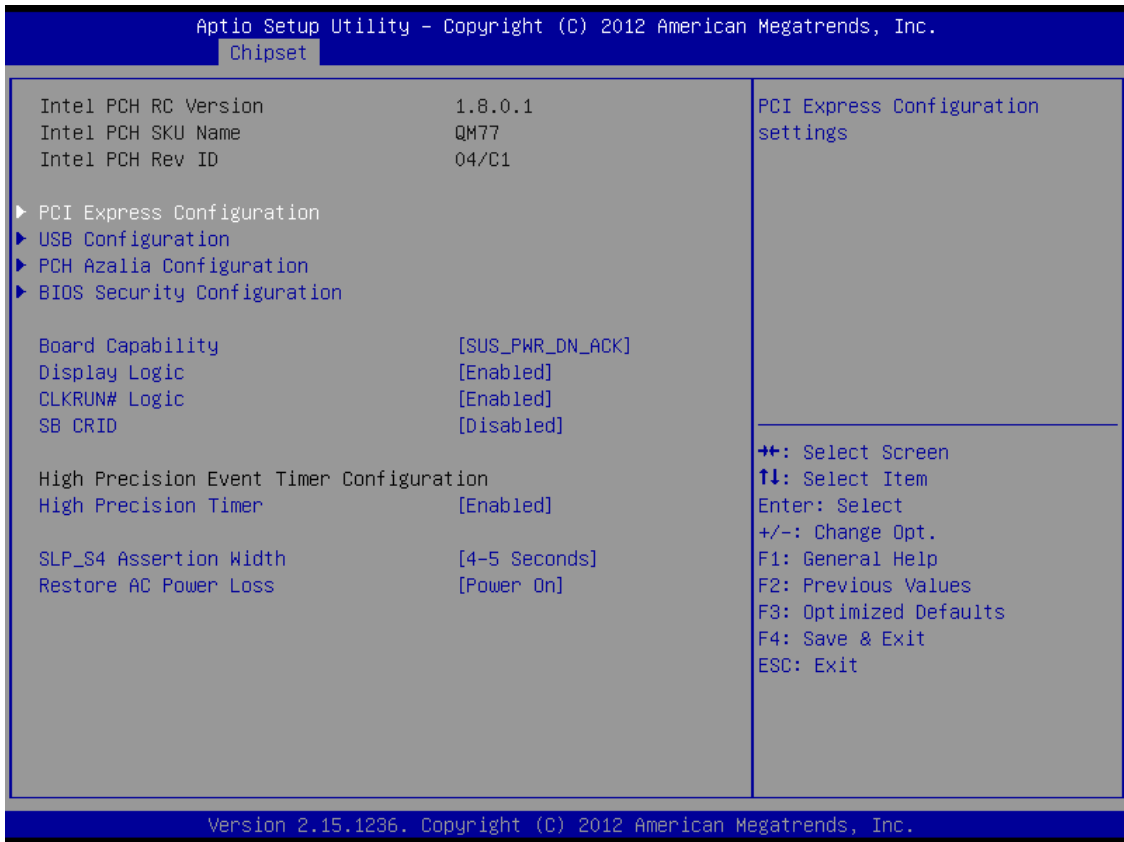 Aptio Setup Utility – Copyright (C) 2012 American Megatrends, Inc.
Chipset
Intel PCH RC Version 1.8.0.1
Intel PCH SKU Name QM77
Intel PCH Rev ID 04/C1
▶ PCI Express Configuration
▶ USB Configuration
▶ PCH Azalia Configuration
▶ BIOS Security Configuration
Board Capability [SUS_PWR_DN_ACK]
Display Logic [Enabled]
CLKRUN# Logic [Enabled]
SB CRID [Disabled]
High Precision Event Timer Configuration
High Precision Timer [Enabled]
SLP_S4 Assertion Width [4-5 Seconds]
Restore AC Power Loss [Power On]
PCI Express Configuration
settings
→←: Select Screen
↑↓: Select Item
Enter: Select
+/-: Change Opt.
F1: General Help
F2: Previous Values
F3: Optimized Defaults
F4: Save & Exit
ESC: Exit
Version 2.15.1236. Copyright (C) 2012 American Megatrends, Inc.